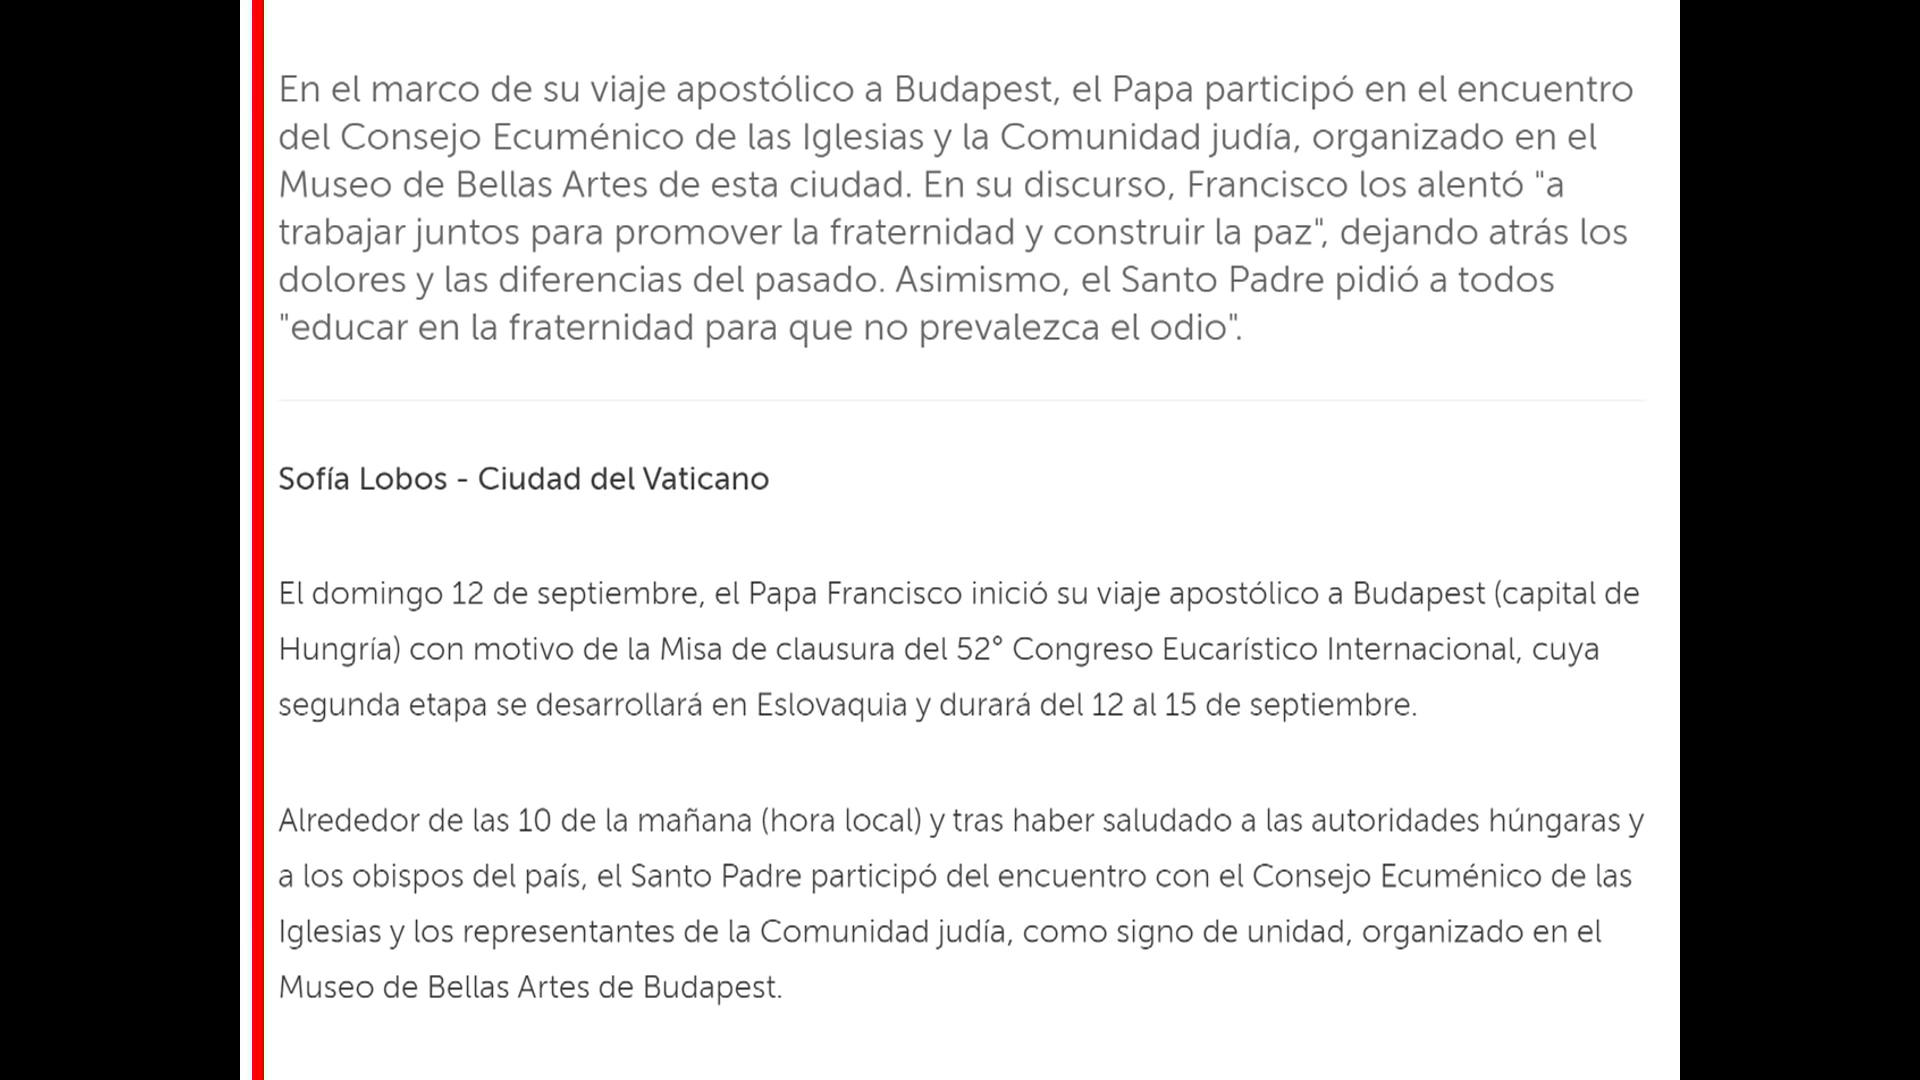 En el marco de su viaje apostólico a Budapest, el Papa participó en el encuentro
del Consejo Ecuménico de las Iglesias y la Comunidad judía, organizado en el
Museo de Bellas Artes de esta ciudad. En su discurso, Francisco los alentó "a
trabajar juntos para promover la fraternidad y construir la paz", dejando atrás los
dolores y las diferencias del pasado. Asimismo, el Santo Padre pidió a todos
"educar en la fraternidad para que no prevalezca el odio".
Sofía Lobos - Ciudad del Vaticano
El domingo 12 de septiembre, el Papa Francisco inició su viaje apostólico a Budapest (capital de
Hungría) con motivo de la Misa de clausura del 52° Congreso Eucarístico Internacional, cuya
segunda etapa se desarrollará en Eslovaquia y durará del 12 al 15 de septiembre.
Alrededor de las 10 de la mañana (hora local) y tras haber saludado a las autoridades húngaras y
a los obispos del país, el Santo Padre participó del encuentro con el Consejo Ecuménico de las
Iglesias y los representantes de la Comunidad judía, como signo de unidad, organizado en el
Museo de Bellas Artes de Budapest.